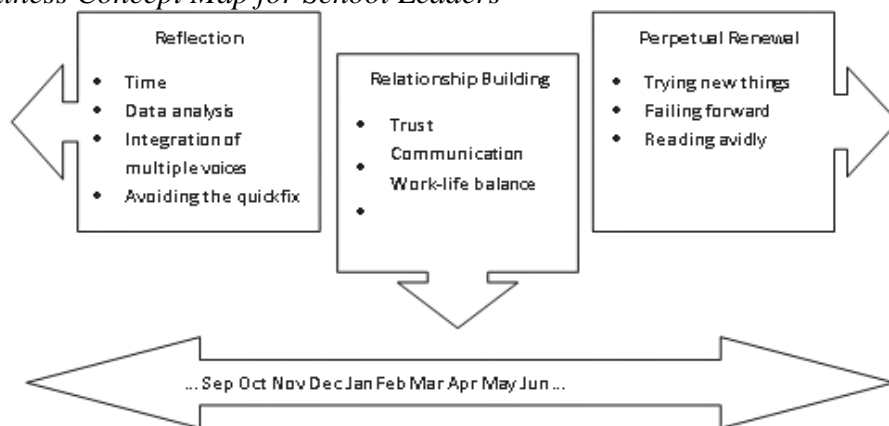 Concept Map for School Leaders
Reflection
• Time
• Data analysis
• Integration of
multiple voices
• Avoiding the quickfix
Relationship Building
• Trust
• Communication
Work-life balance
•
Perpetual Renewal
• Trying new things
• Failing forward
• Reading avidly
... Sep Oct Nov Dec Jan Feb Mar Apr May Jun ...